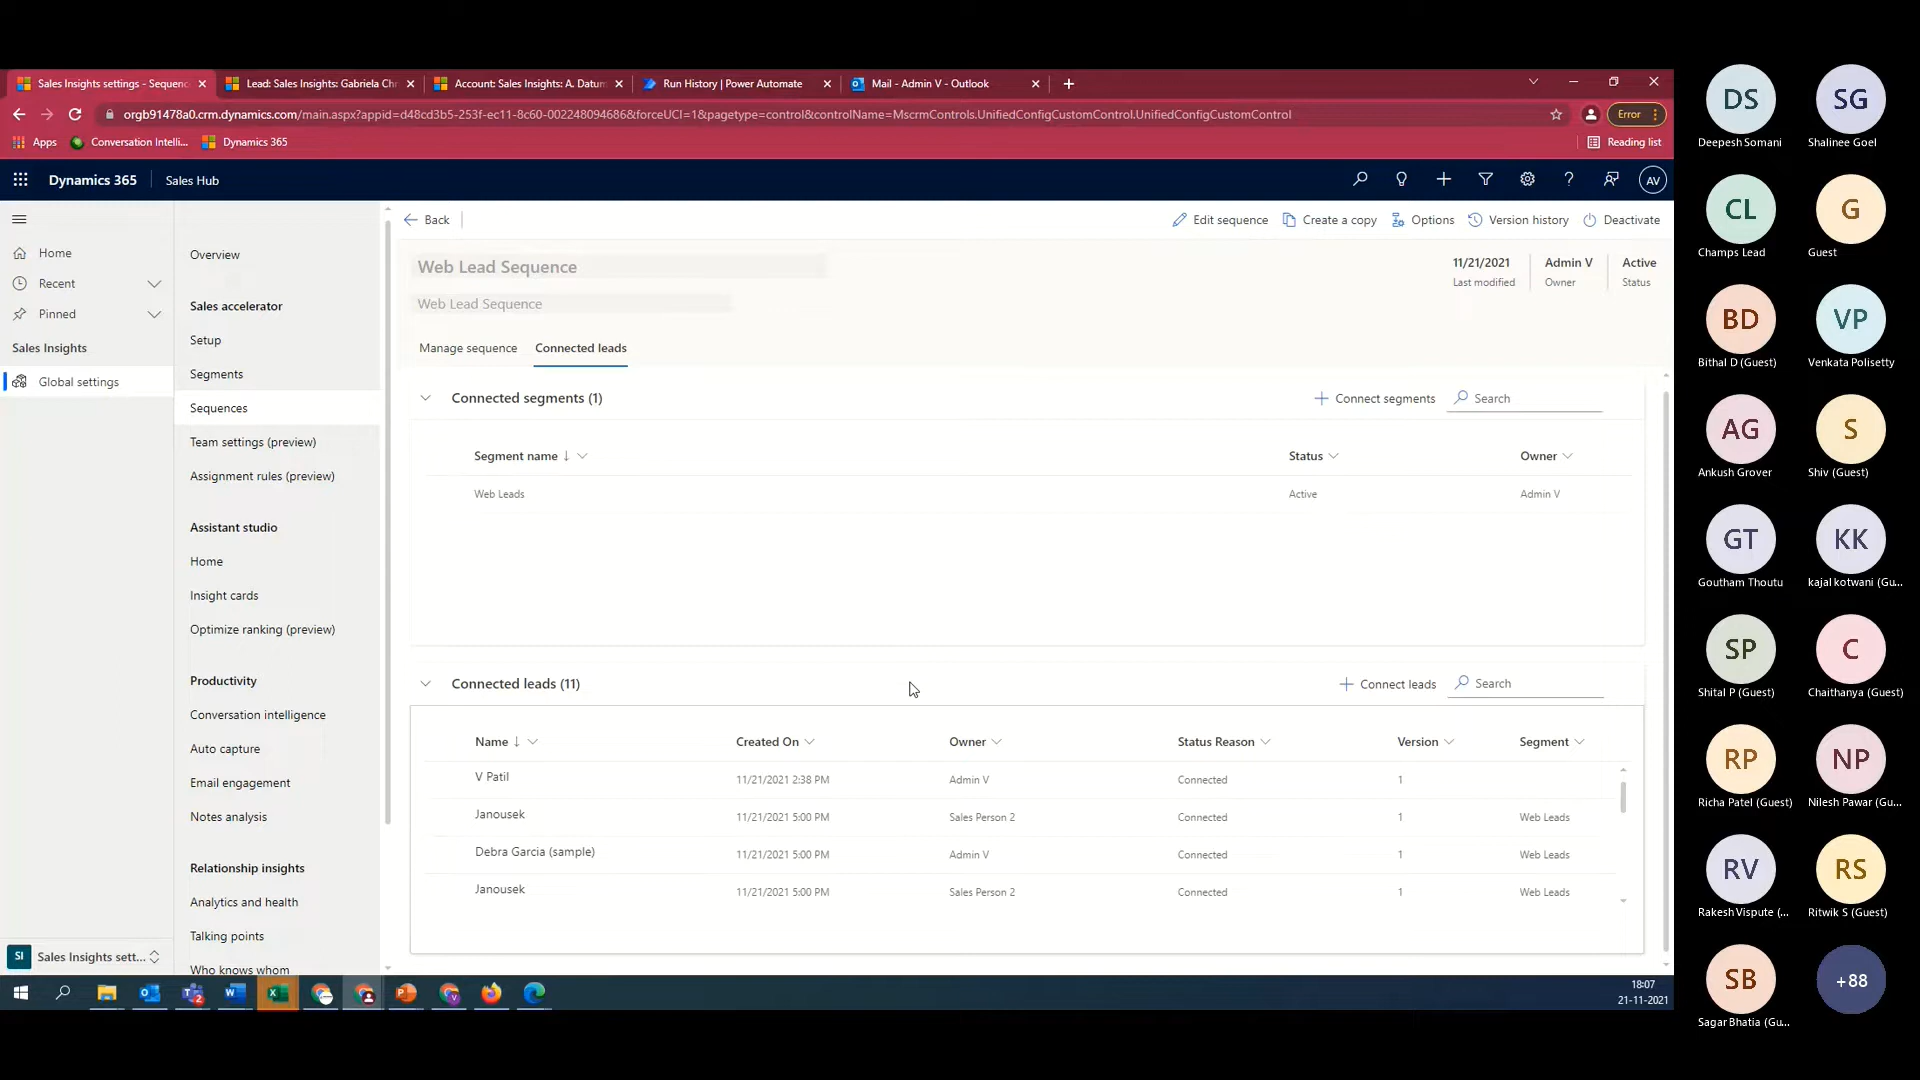 Sales Insights settings - Sequenc
Lead: Sales Insights: Gabriela Chr
Account: Sales Insights: A. Datum
Run History | Power Automate
Mail - Admin V - Outlook
orgb91478a0.crm.dynamics.com/main.aspx?appid=d48cd3b5-253f-ec11-8c60-002248094686&forceUCI=1&pagetype=control&controlName=MscrmControls.UnifiedConfigCustomControl.UnifiedConfigCustomControl
Error
Apps
Conversation Intelli...
Dynamics 365
Reading list
Dynamics 365
Sales Hub
AV
Home
Recent
Pinned
Sales Insights
Global settings
SI
Sales Insights sett...
Overview
Sales accelerator
Setup
Segments
Sequences
Team settings (preview)
Assignment rules (preview)
Assistant studio
Home
Insight cards
Optimize ranking (preview)
Productivity
Conversation intelligence
Auto capture
Email engagement
Notes analysis
Relationship insights
Analytics and health
Talking points
Who knows whom
Back
Edit sequence
Create a copy
Options
Version history
Deactivate
Web Lead Sequence
Web Lead Sequence
11/21/2021
Last modified
Admin V
Owner
Active
Status
Manage sequence
Connected leads
Connected segments (1)
Connect segments
Search
Segment name Status Owner
Web Leads Active Admin V
Connected leads (11)
Connect leads
Search
Name Created On Owner Status Reason Version Segment
V Patil 11/21/2021 2:38 PM Admin V Connected 1
Janousek 11/21/2021 5:00 PM Sales Person 2 Connected 1 Web Leads
Debra Garcia (sample) 11/21/2021 5:00 PM Admin V Connected 1 Web Leads
Janousek 11/21/2021 5:00 PM Sales Person 2 Connected 1 Web Leads
18:07
21-11-2021
DS
Deepesh Somani
SG
Shalinee Goel
CL
Champs Lead
G
Guest
BD
Bithal D (Guest)
VP
Venkata Polisetty
AG
Ankush Grover
S
Shiv (Guest)
GT
Goutham Thoutu
KK
kajal kotwani (Gu...
SP
Shital P (Guest)
C
Chaithanya (Guest)
RP
Richa Patel (Guest)
NP
Nilesh Pawar (Gu...
RV
Rakesh Vispute (...
RS
Ritwik S (Guest)
SB
Sagar Bhatia (Gu...
+88